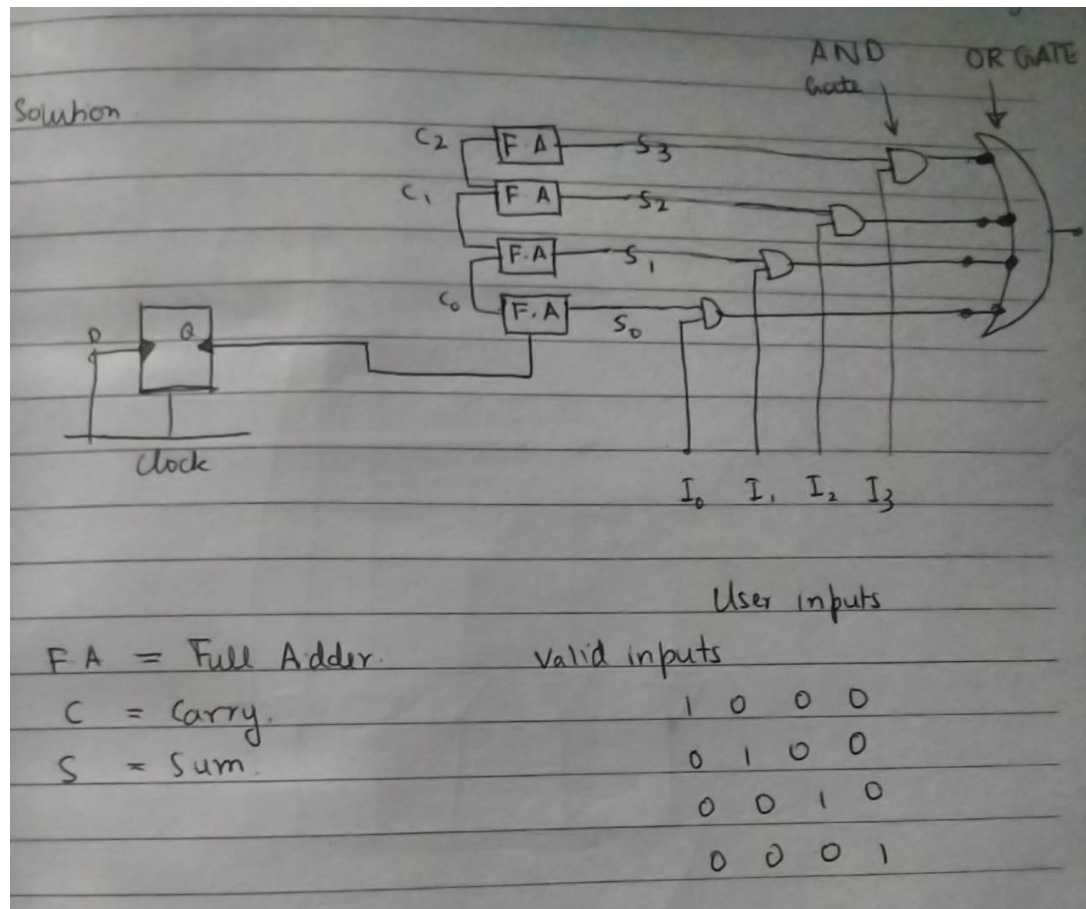 AND OR GATE
Gate
Solution
C2 F A S3
C1 F A S2
F.A S1
C0 F.A S0
D Q
Clock
I0 I1 I2 I3
User inputs
F.A = Full Adder. Valid inputs
C = Carry. 1 0 0 0
S = Sum. 0 1 0 0
0 0 1 0
0 0 0 1